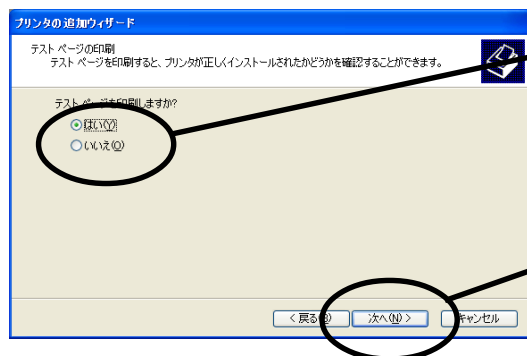 プリンタの追加ウィザード
テスト ページの印刷
テスト ページを印刷すると、プリンタが正しくインストールされたかどうかを確認することができます。
テスト ページを印刷しますか?
はい(Y)
いいえ(O)
< 戻る(B) 次へ(N) > キャンセル